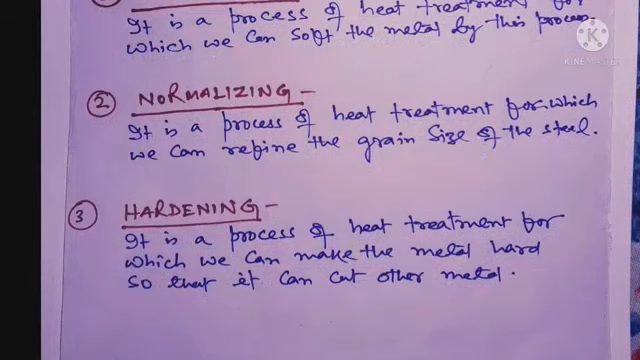 It is a process of heat treatment for
which we can soft the metal by this process
② NORMALIZING -
It is a process of heat treatment for which
we can refine the grain size of the steel.
③ HARDENING -
It is a process of heat treatment for
which we can make the metal hard
so that it can cut other metal.
K
KINEMASTER